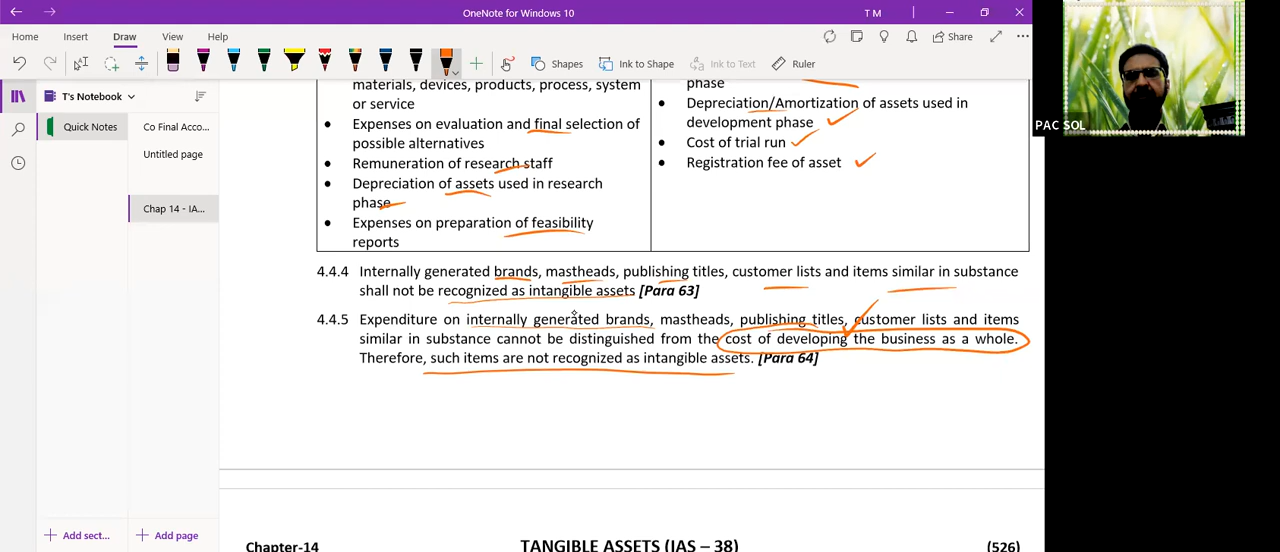 OneNote for Windows 10
T M
Home Insert Draw View Help
Share
Shapes Ink to Shape Ink to Text Ruler
T's Notebook
Quick Notes
Co Final Acco...
Untitled page
Chap 14 - IA...
Add sect...
Add page
PAC SOL
materials, devices, products, process, system
or service
Expenses on evaluation and final selection of
possible alternatives
Remuneration of research staff
Depreciation of assets used in research
phase
Expenses on preparation of feasibility
reports
phase
Depreciation/Amortization of assets used in
development phase
Cost of trial run
Registration fee of asset
4.4.4 Internally generated brands, mastheads, publishing titles, customer lists and items similar in substance
shall not be recognized as intangible assets [Para 63]
4.4.5 Expenditure on internally generated brands, mastheads, publishing titles, customer lists and items
similar in substance cannot be distinguished from the cost of developing the business as a whole.
Therefore, such items are not recognized as intangible assets. [Para 64]
Chapter-14 TANGIBLE ASSETS (IAS – 38) (526)